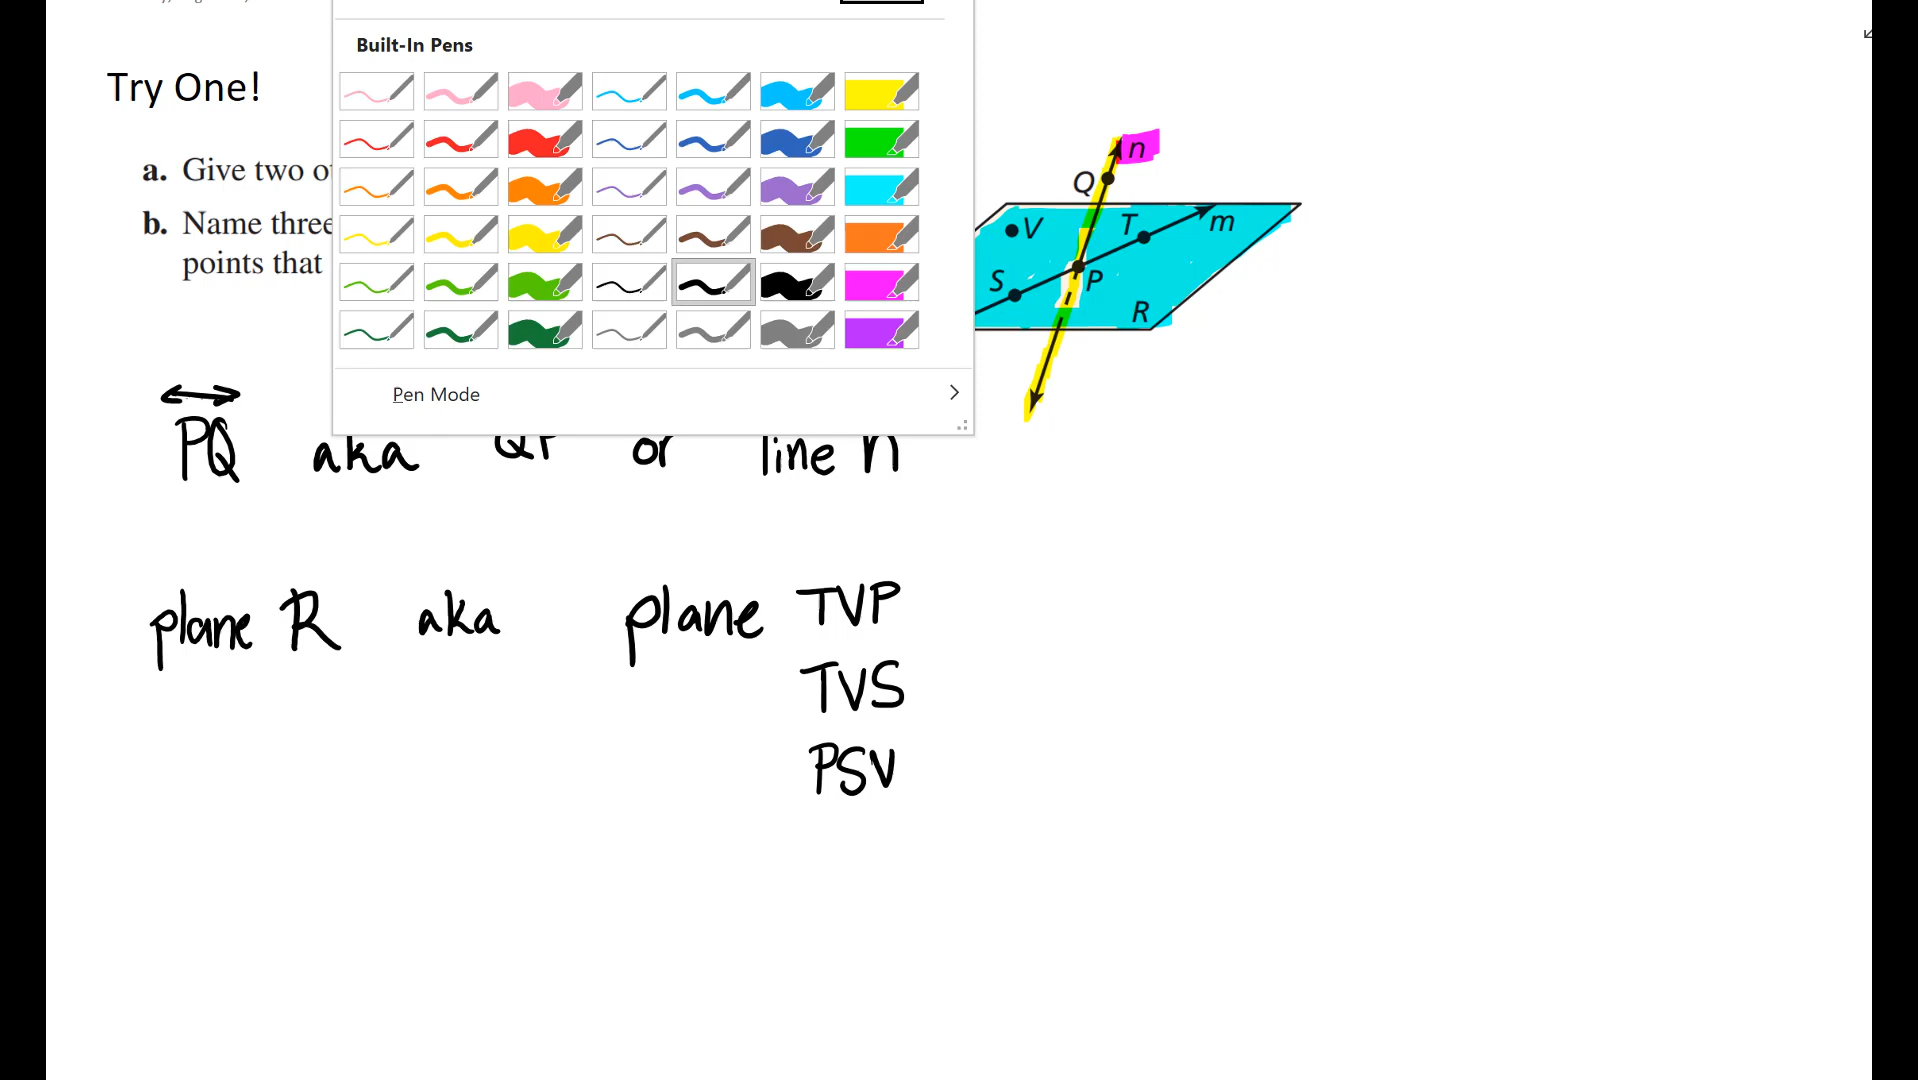 Built-In Pens
Try One!
a. Give two
b. Name three
points that
Pen Mode
n
Q
V
T
m
S
P
R
PQ aka QP or line n
plane R aka plane TVP
TVS
PSV